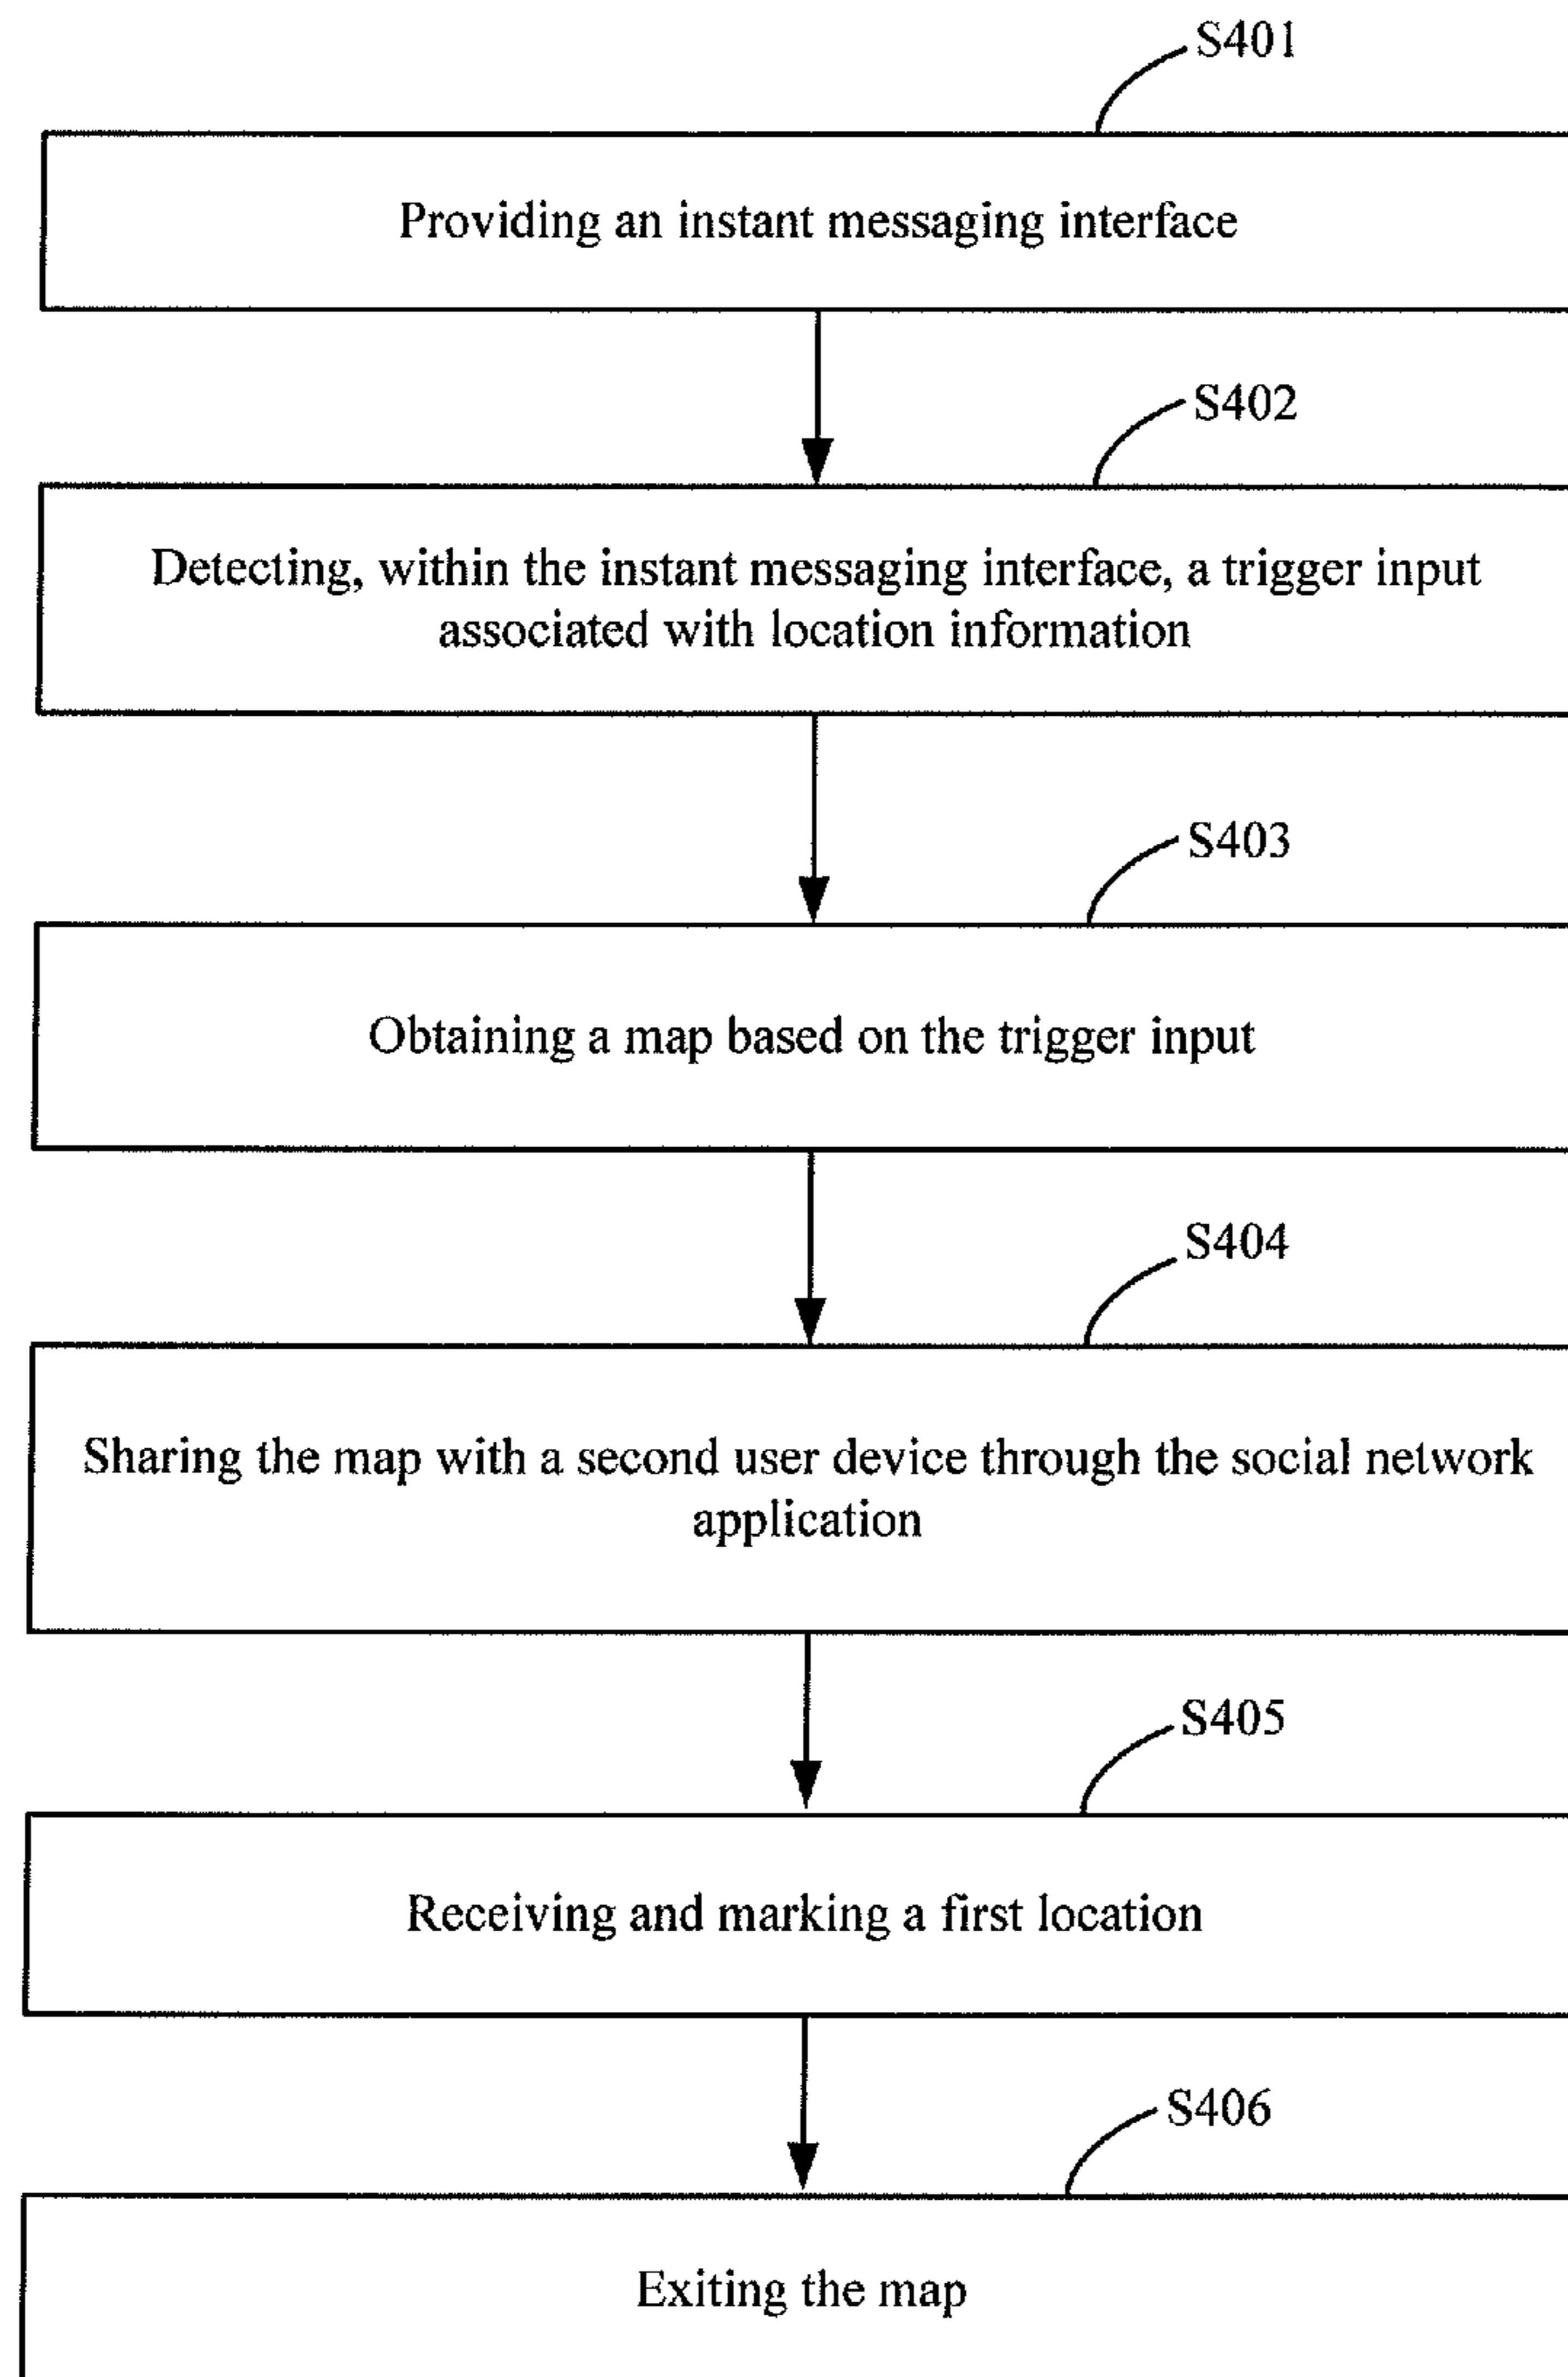 S401
Providing an instant messaging interface
S402
Detecting, within the instant messaging interface, a trigger input
associated with location information
S403
Obtaining a map based on the trigger input
S404
Sharing the map with a second user device through the social network
application
S405
Receiving and marking a first location
S406
Exiting the map